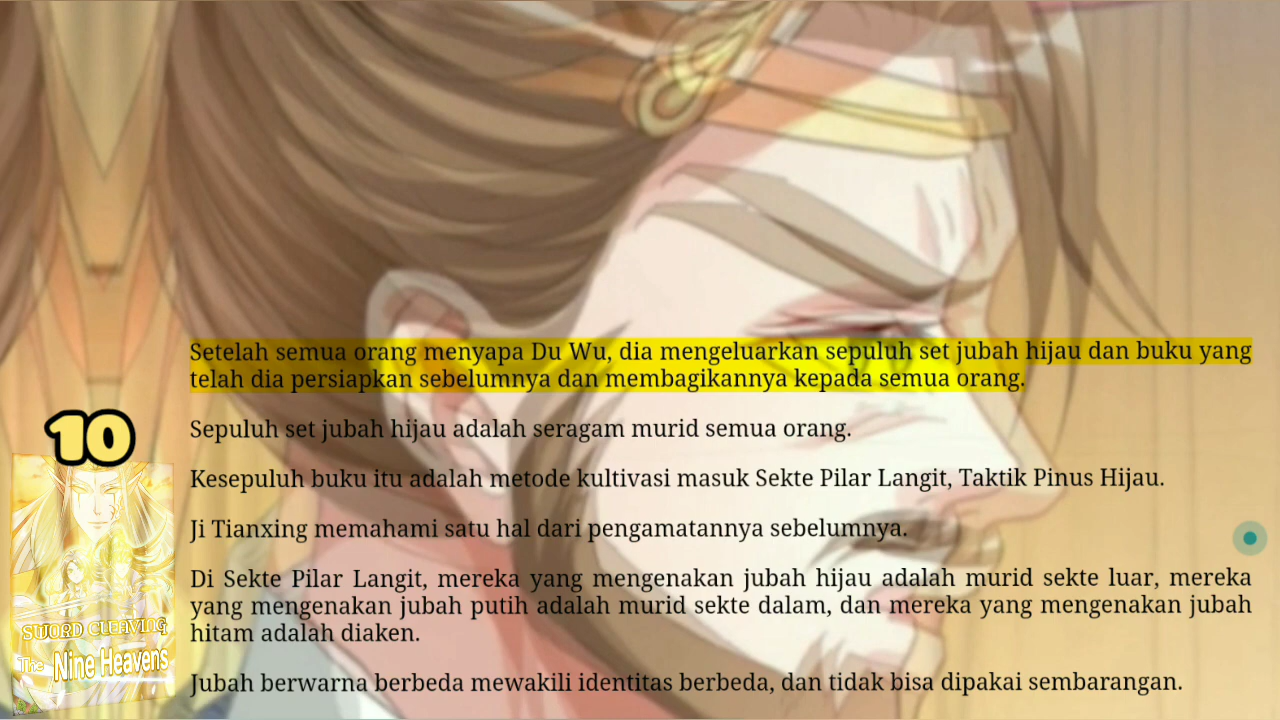 Setelah semua orang menyapa Du Wu, dia mengeluarkan sepuluh set jubah hijau dan buku yang
telah dia persiapkan sebelumnya dan membagikannya kepada semua orang.
Sepuluh set jubah hijau adalah seragam murid semua orang.
Kesepuluh buku itu adalah metode kultivasi masuk Sekte Pilar Langit, Taktik Pinus Hijau.
Ji Tianxing memahami satu hal dari pengamatannya sebelumnya.
Di Sekte Pilar Langit, mereka yang mengenakan jubah hijau adalah murid sekte luar, mereka
yang mengenakan jubah putih adalah murid sekte dalam, dan mereka yang mengenakan jubah
hitam adalah diaken.
Jubah berwarna berbeda mewakili identitas berbeda, dan tidak bisa dipakai sembarangan.
10
SWORD CLEAVING
The Nine Heavens